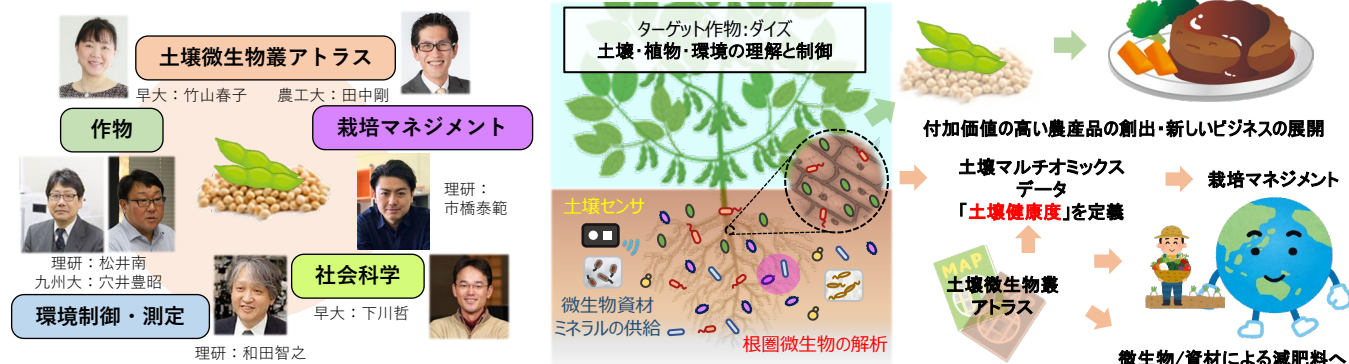 土壌微生物叢アトラス
早大：竹山春子
農工大：田中剛
作物
栽培マネジメント
理研：
市橋泰範
理研：松井南
九州大：穴井豊昭
社会科学
早大：下川哲
環境制御・測定
理研：和田智之
ターゲット作物：ダイズ
土壌・植物・環境の理解と制御
土壌センサ
微生物資材
ミネラルの供給
根圏微生物の解析
付加価値の高い農産品の創出・新しいビジネスの展開
土壌マルチオミックス
データ
「土壌健康度」を定義
栽培マネジメント
MAP
土壌微生物叢
アトラス
微生物/資材による減肥料へ